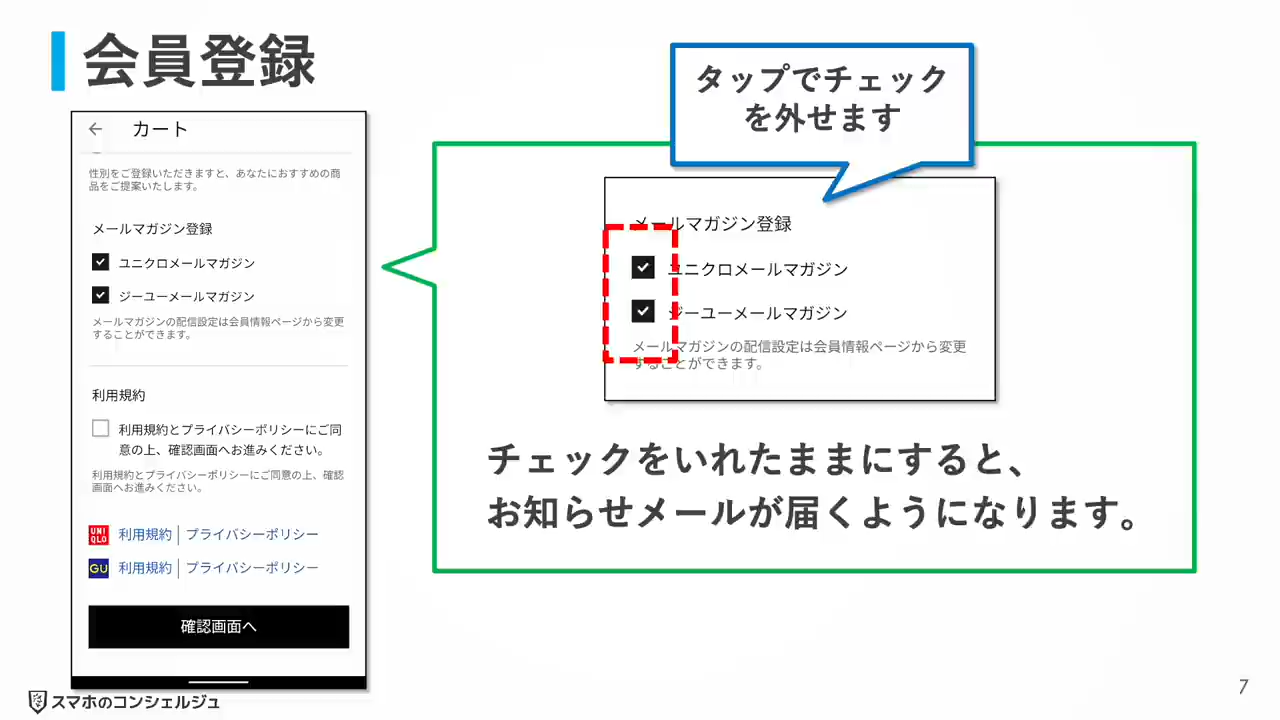 会員登録
カート
性別をご登録いただきますと、あなたにおすすめの商
品をご提案いたします。
メールマガジン登録
ユニクロメールマガジン
ジーユーメールマガジン
メールマガジンの配信設定は会員情報ページから変更
することができます。
利用規約
利用規約とプライバシーポリシーにご同
意の上、確認画面へお進みください。
利用規約とプライバシーポリシーにご同意の上、確認
画面へお進みください。
UNI
QLO
利用規約 | プライバシーポリシー
GU
利用規約 | プライバシーポリシー
確認画面へ
タップでチェック
を外せます
メールマガジン登録
ユニクロメールマガジン
ジーユーメールマガジン
メールマガジンの配信設定は会員情報ページから変更
することができます。
チェックをいれたままにすると、
お知らせメールが届くようになります。
スマホのコンシェルジュ
7